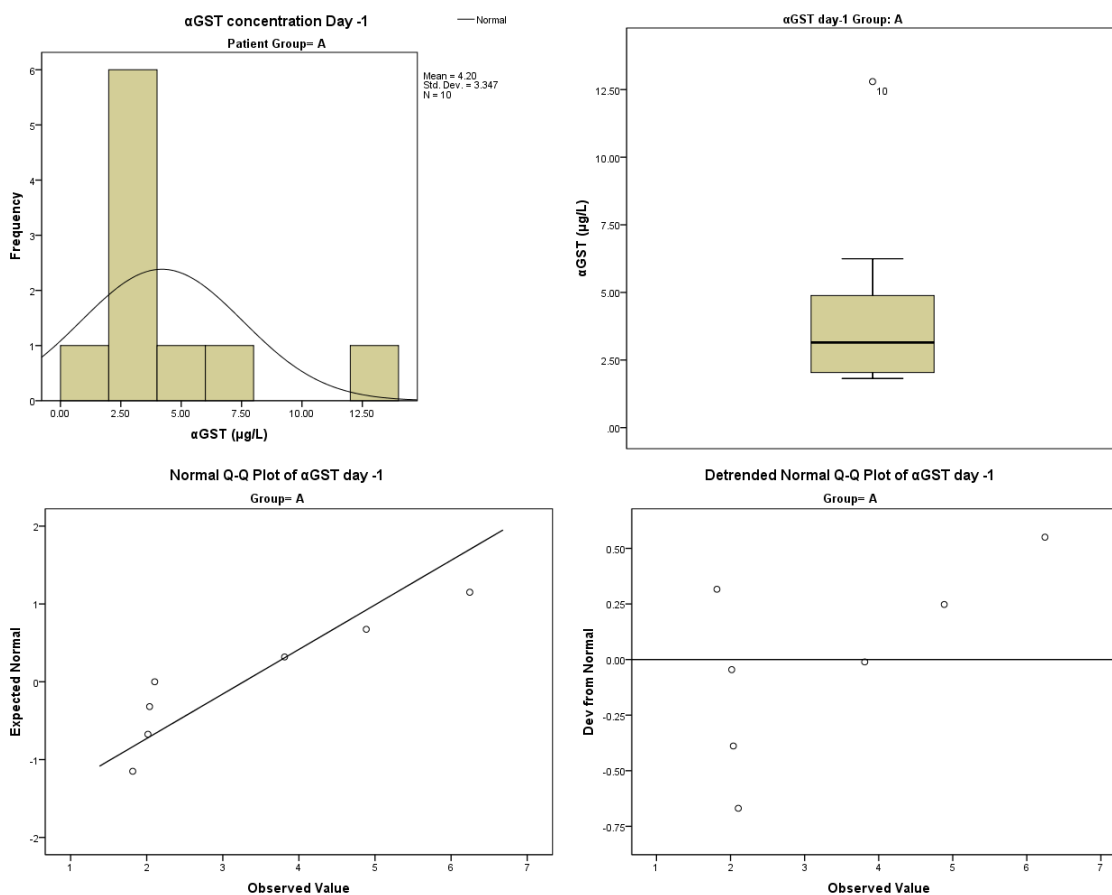 αGST concentration Day -1
Normal
Patient Group= A
Mean = 4.20
Std. Dev. = 3.347
N = 10
6
5
4
3
2
1
0
Frequency
0.00 2.50 5.00 7.50 10.00 12.50
αGST (µg/L)
αGST day-1 Group: A
12.50
10.00
7.50
5.00
2.50
.00
αGST (µg/L)
10
Normal Q-Q Plot of αGST day -1
Group= A
2
1
0
-1
-2
Expected Normal
1 2 3 4 5 6 7
Observed Value
Detrended Normal Q-Q Plot of αGST day -1
Group= A
0.50
0.25
0.00
-0.25
-0.50
-0.75
Dev from Normal
1 2 3 4 5 6 7
Observed Value